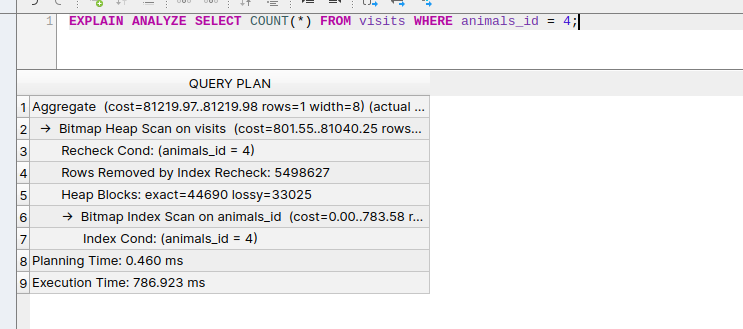 1 EXPLAIN ANALYZE SELECT COUNT(*) FROM visits WHERE animals_id = 4;
QUERY PLAN
1 Aggregate (cost=81219.97..81219.98 rows=1 width=8) (actual ...
2 → Bitmap Heap Scan on visits (cost=801.55..81040.25 rows...
3 Recheck Cond: (animals_id = 4)
4 Rows Removed by Index Recheck: 5498627
5 Heap Blocks: exact=44690 lossy=33025
6 → Bitmap Index Scan on animals_id (cost=0.00..783.58 r...
7 Index Cond: (animals_id = 4)
8 Planning Time: 0.460 ms
9 Execution Time: 786.923 ms